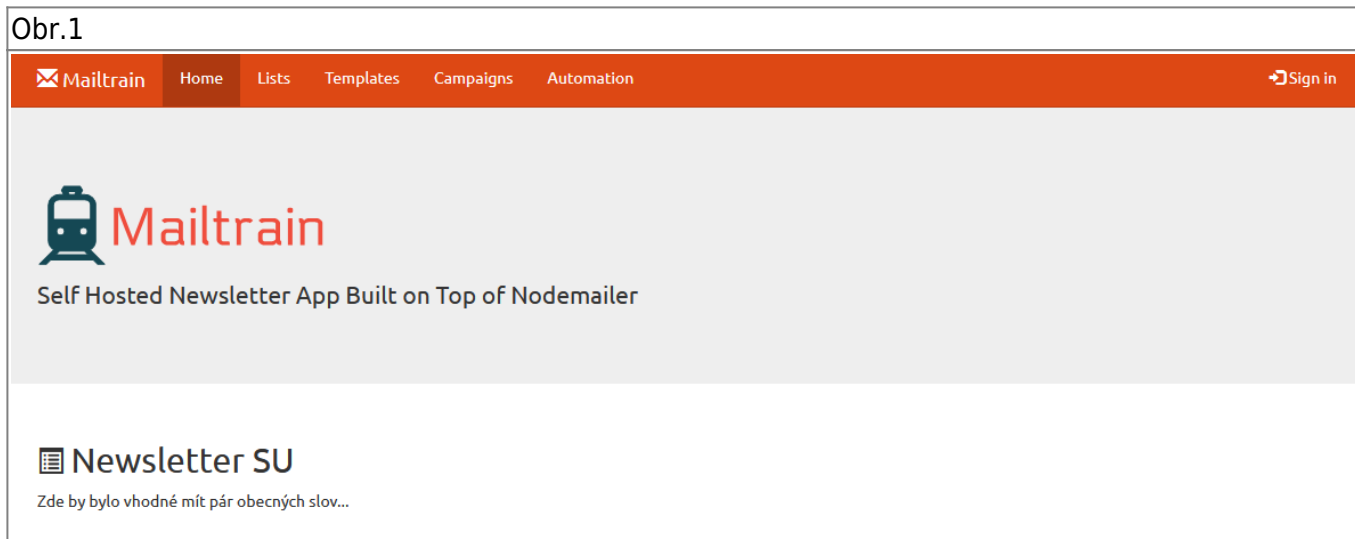 Obr.1
Mailtrain Home Lists Templates Campaigns Automation Sign in
Mailtrain
Self Hosted Newsletter App Built on Top of Nodemailer
Newsletter SU
Zde by bylo vhodné mít pár obecných slov...